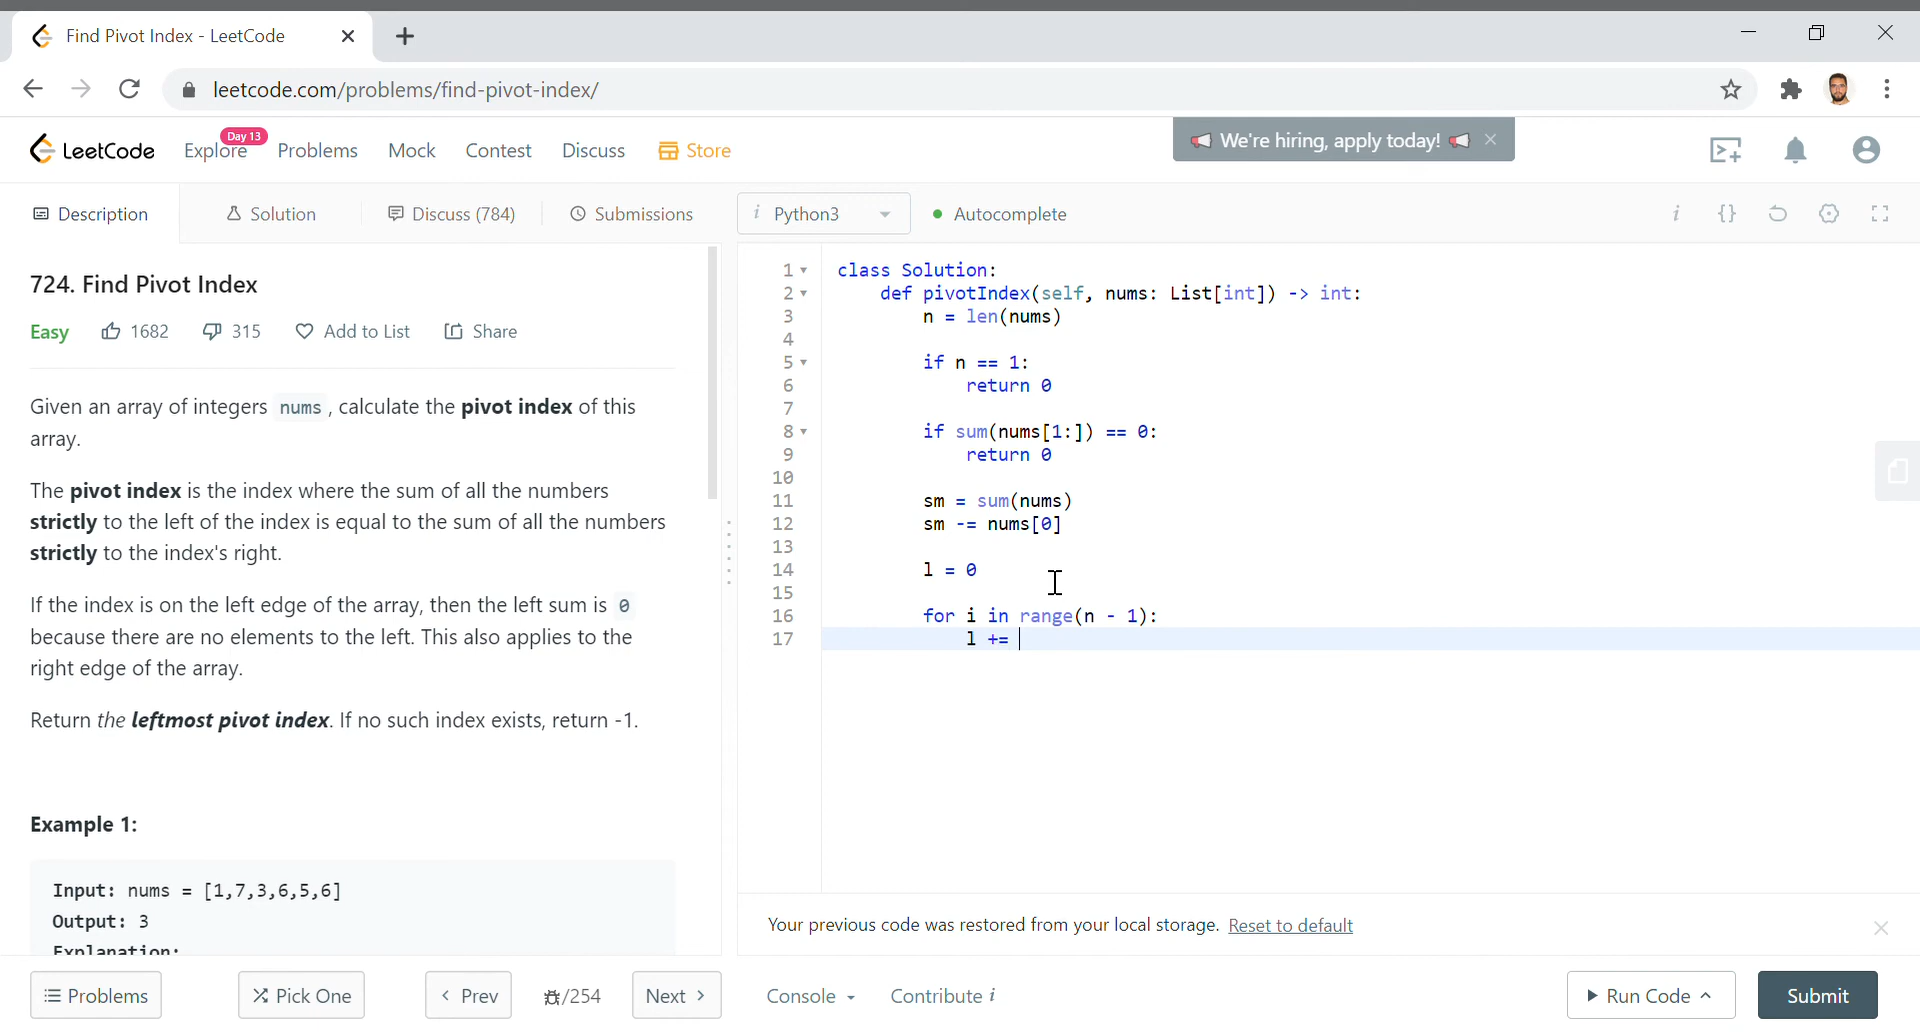 Find Pivot Index - LeetCode
leetcode.com/problems/find-pivot-index/
LeetCode Explore Day 13 Problems Mock Contest Discuss Store We're hiring, apply today!
Description Solution Discuss (784) Submissions i Python3 Autocomplete i {}
724. Find Pivot Index
Easy 1682 315 Add to List Share
Given an array of integers nums , calculate the pivot index of this
array.
The pivot index is the index where the sum of all the numbers
strictly to the left of the index is equal to the sum of all the numbers
strictly to the index's right.
If the index is on the left edge of the array, then the left sum is 0
because there are no elements to the left. This also applies to the
right edge of the array.
Return the leftmost pivot index. If no such index exists, return -1.
Example 1:
Input: nums = [1,7,3,6,5,6]
Output: 3
Explanation:
1 class Solution:
2 def pivotIndex(self, nums: List[int]) -> int:
3 n = len(nums)
4
5 if n == 1:
6 return 0
7
8 if sum(nums[1:]) == 0:
9 return 0
10
11 sm = sum(nums)
12 sm -= nums[0]
13
14 l = 0
15
16 for i in range(n - 1):
17 l +=
Your previous code was restored from your local storage. Reset to default
Problems Pick One Prev /254 Next Console Contribute i Run Code Submit